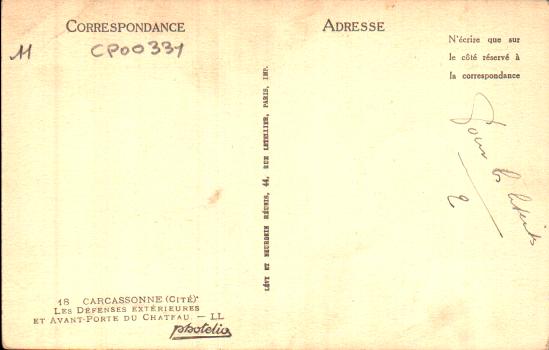 CORRESPONDANCE
ADRESSE
11
CP00331
N'écrire que sur
le côté réservé à
la correspondance
LÉVY ET NEURDEIN RÉUNIS, 44, RUE LETELLIER, PARIS, IMP.
18 CARCASSONNE (CITÉ)
LES DÉFENSES EXTÉRIEURES
ET AVANT-PORTE DU CHATEAU. — LL
photelio